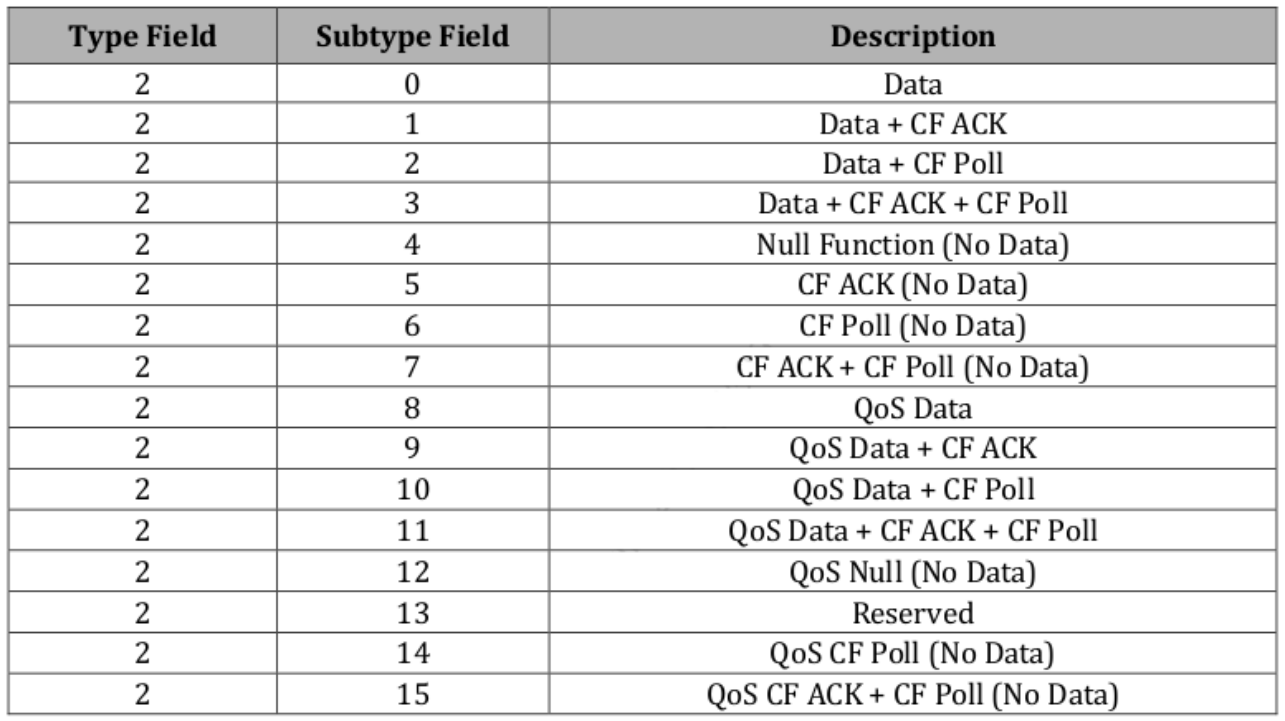 Type Field Subtype Field Description
2 0 Data
2 1 Data + CF ACK
2 2 Data + CF Poll
2 3 Data + CF ACK + CF Poll
2 4 Null Function (No Data)
2 5 CF ACK (No Data)
2 6 CF Poll (No Data)
2 7 CF ACK + CF Poll (No Data)
2 8 QoS Data
2 9 QoS Data + CF ACK
2 10 QoS Data + CF Poll
2 11 QoS Data + CF ACK + CF Poll
2 12 QoS Null (No Data)
2 13 Reserved
2 14 QoS CF Poll (No Data)
2 15 QoS CF ACK + CF Poll (No Data)